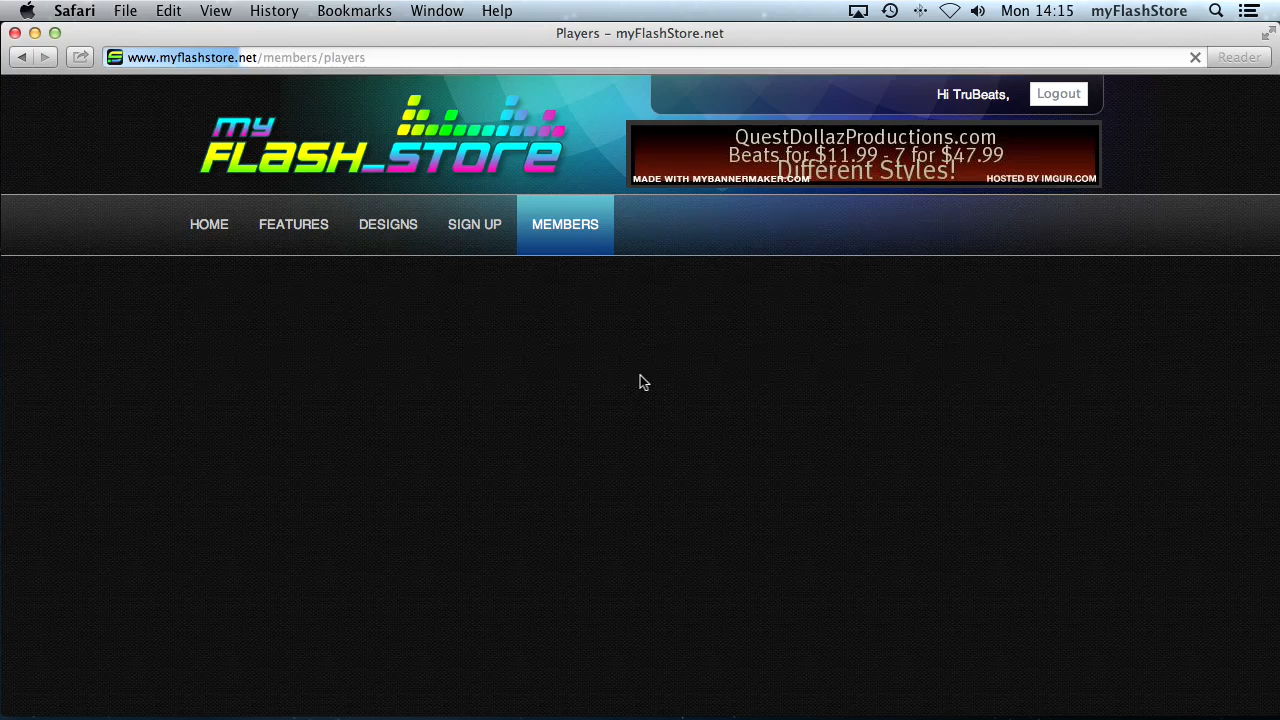 Safari File Edit View History Bookmarks Window Help Mon 14:15 myFlashStore
Players – myFlashStore.net
www.myflashstore.net/members/players Reader
Hi TruBeats, Logout
MY
FLASH_STORE
QuestDollazProductions.com
Beats for $11.99 - 7 for $47.99
Different Styles!
MADE WITH MYBANNERMAKER.COM HOSTED BY IMGUR.COM
HOME FEATURES DESIGNS SIGN UP MEMBERS